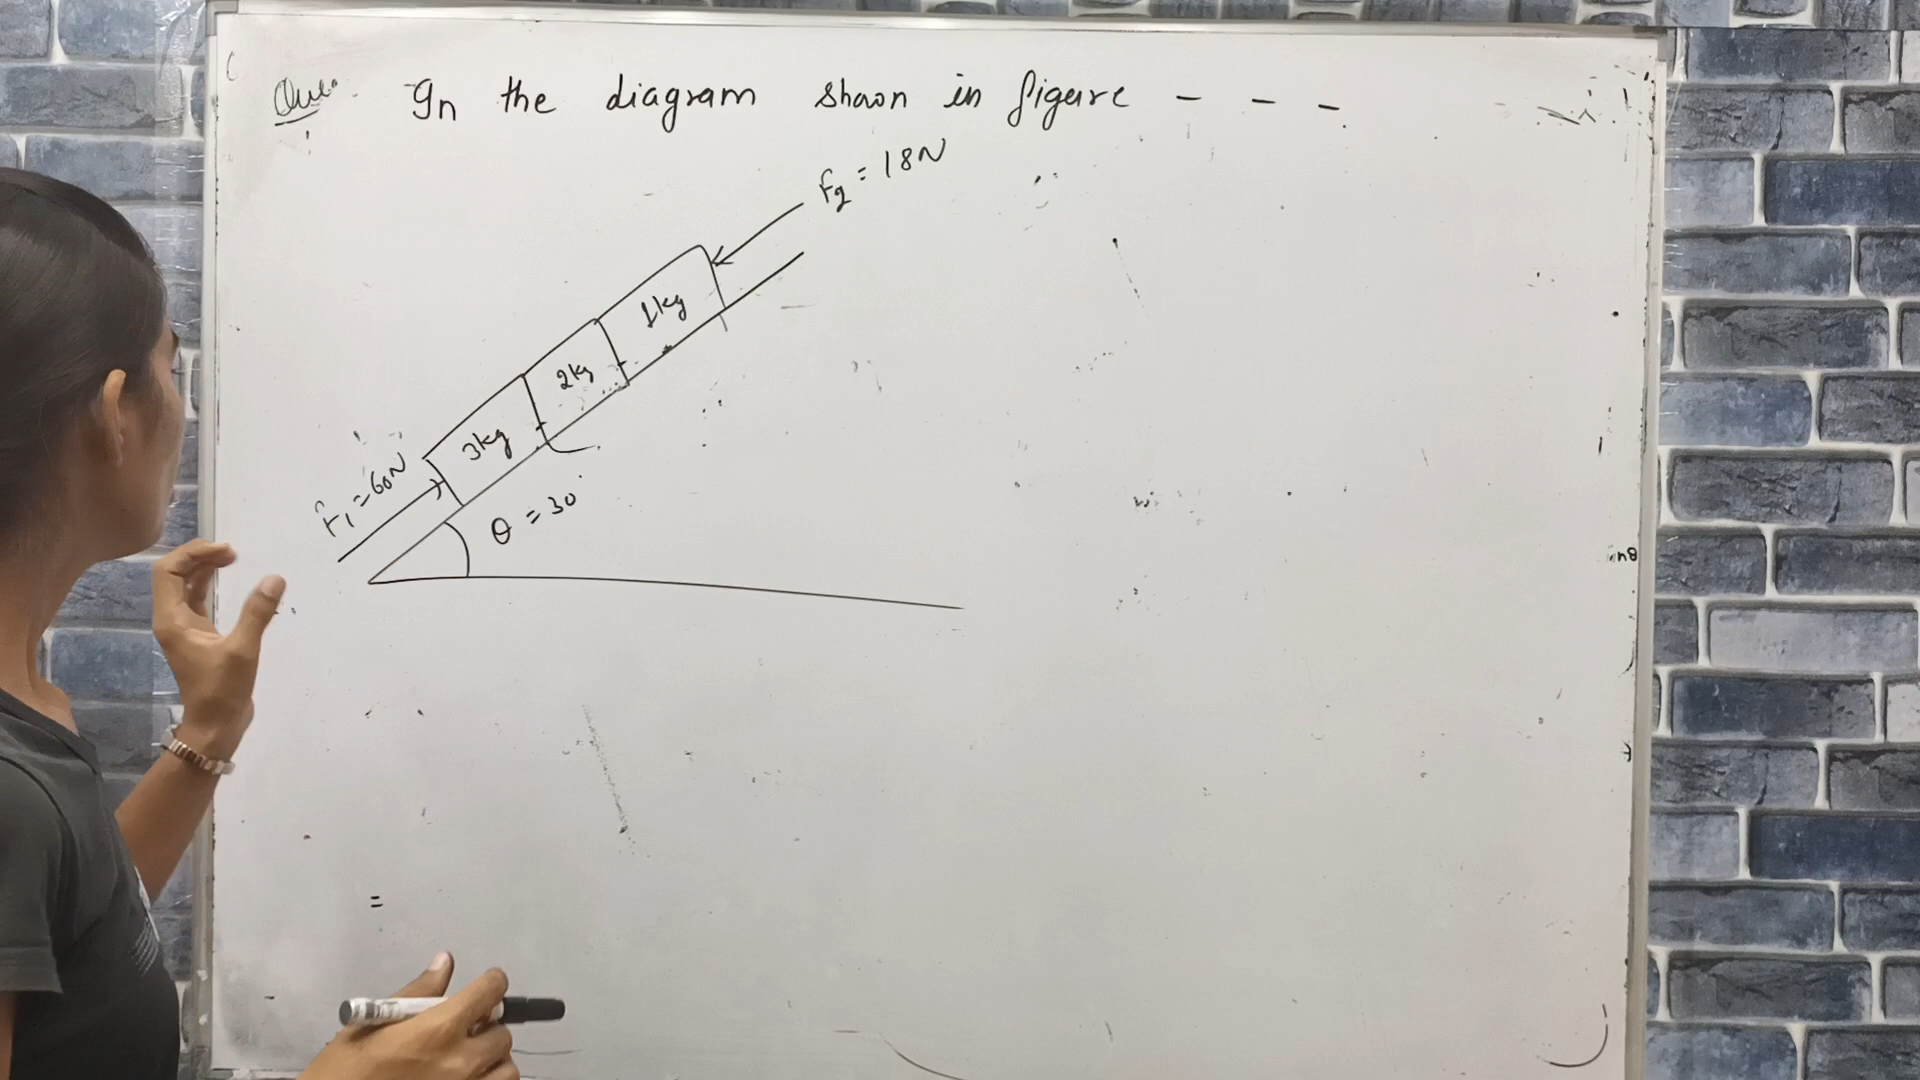 Ques. In the diagram shown in figure - - -
F2 = 18N
1kg
2kg
3kg
F1 = 60N
θ = 30°
=